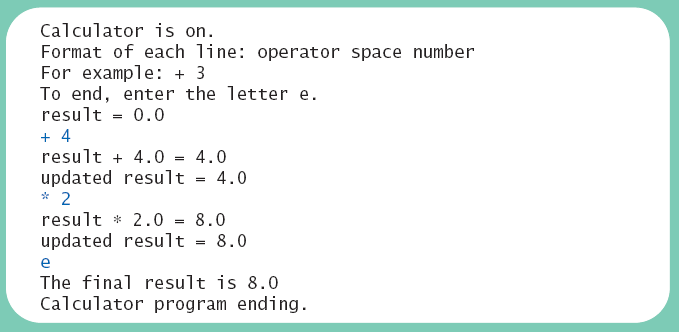 Calculator is on.
Format of each line: operator space number
For example: + 3
To end, enter the letter e.
result = 0.0
+ 4
result + 4.0 = 4.0
updated result = 4.0
* 2
result * 2.0 = 8.0
updated result = 8.0
e
The final result is 8.0
Calculator program ending.